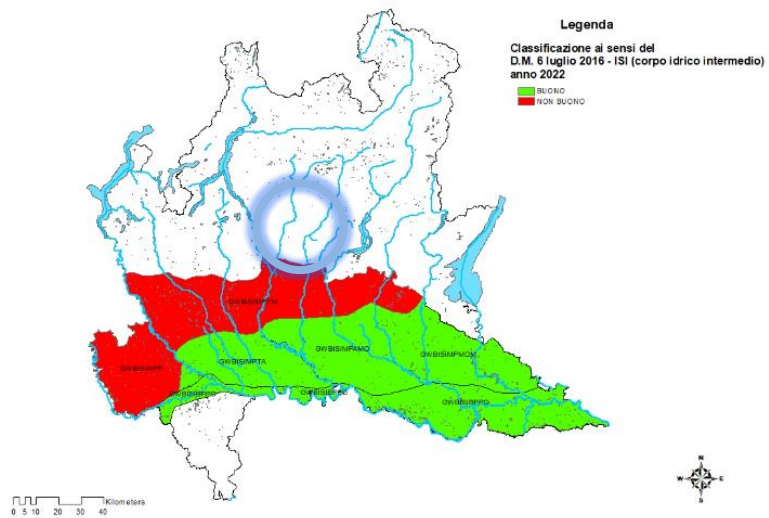 Legenda
Classificazione ai sensi del
D.M. 6 luglio 2016 - ISI (corpo idrico intermedio)
anno 2022
BUONO
NON BUONO
GWBISIMPTA
GWBISIMPAMO
GWBISIMPMOM
N
W
E
S
Kilometers
0 5 10 20 30 40